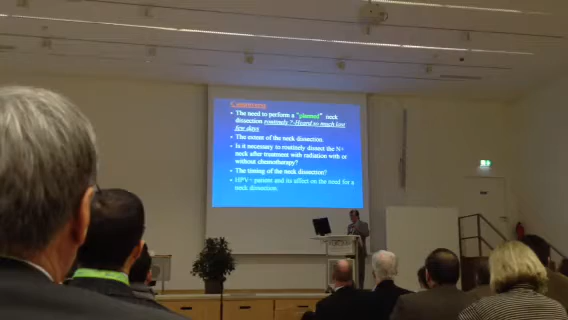 Controversy
• The need to perform a "planned" neck
dissection routinely ?-Heard so much last
few days
• The extent of the neck dissection.
• Is it necessary to routinely dissect the N+
neck after treatment with radiation with or
without chemotherapy?
• The timing of the neck dissection?
• HPV+ patient and its effect on the need for a
neck dissection.